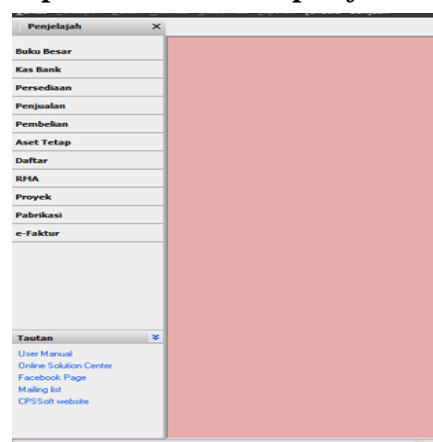 Penjelajah
Buku Besar
Kas Bank
Persediaan
Penjualan
Pembelian
Aset Tetap
Daftar
RMA
Proyek
Pabrikasi
e-Faktur
Tautan
User Manual
Online Solution Center
Facebook Page
Mailing list
CPSSoft website